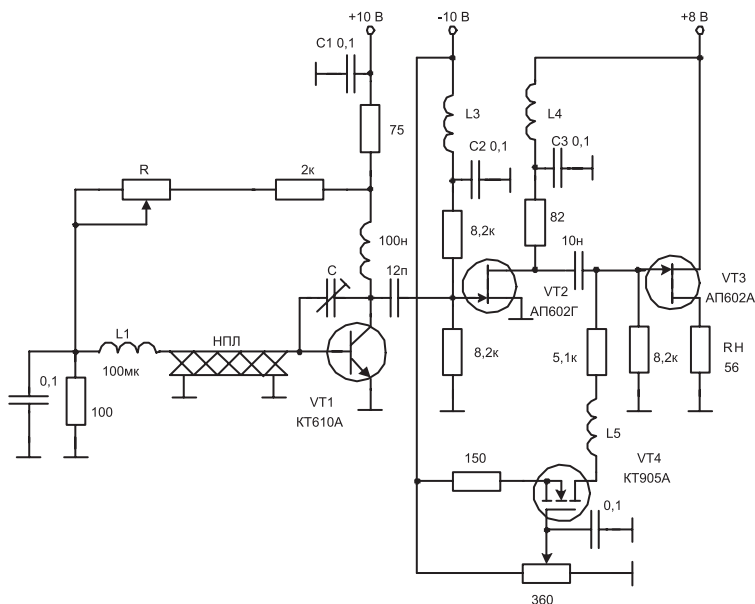 +10 В
-10 В
+8 В
C1 0,1
L3
L4
75
C2 0,1
C3 0,1
R
2к
8,2к
82
100н
10н
12п
VT3
C
VT2
АП602А
АП602Г
L1
НПЛ
100мк
8,2к
5,1к
8,2к
RН
56
0,1
100
VT1
КТ610А
L5
150
VT4
КТ905А
0,1
360